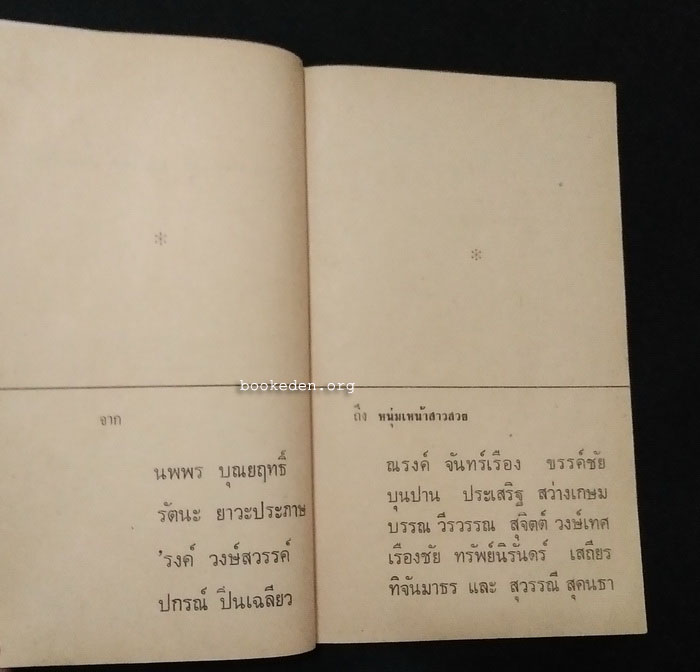 *
*
bookeden.org
จาก
นพพร บุณยฤทธิ์
รัตนะ ยาวะประภาษ
'รงค์ วงษ์สวรรค์
ปกรณ์ ปิ่นเฉลียว
ถึง หนุ่มเหน้าสาวสวย
ณรงค์ จันทร์เรือง ขรรค์ชัย
บุนปาน ประเสริฐ สว่างเกษม
บรรณ วีรวรรณ สุจิตต์ วงษ์เทศ
เรืองชัย ทรัพย์นิรันดร์ เสถียร
ทิจันมาธร และ สุวรรณี สุคนธา